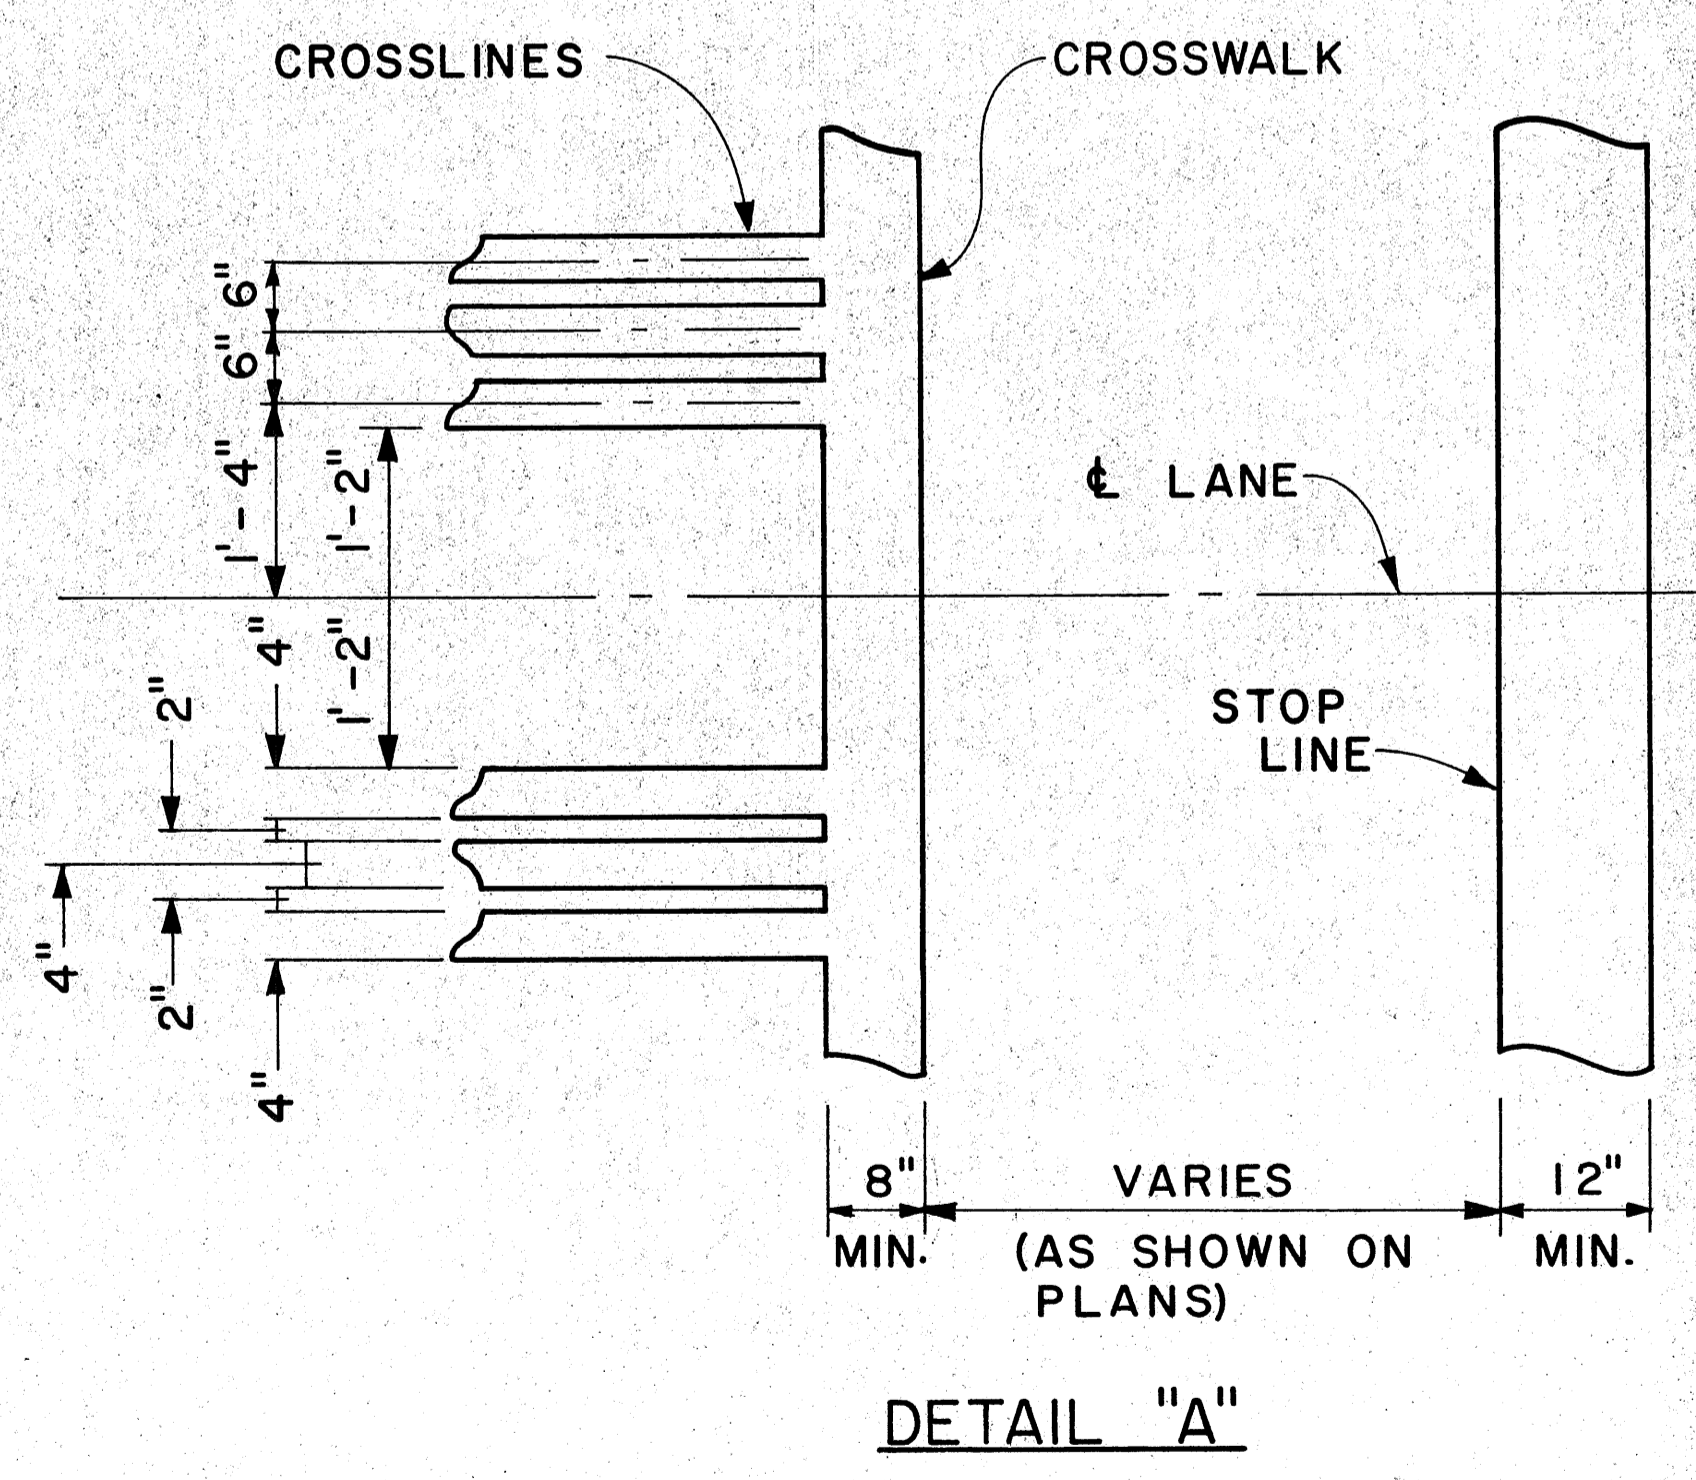 CROSSLINES
CROSSWALK
6"
6"
1'-4"
1'-2"
℄ LANE
4"
1'-2"
2"
STOP
LINE
4"
2"
4"
8"
VARIES
12"
MIN.
(AS SHOWN ON
MIN.
PLANS)
DETAIL "A"